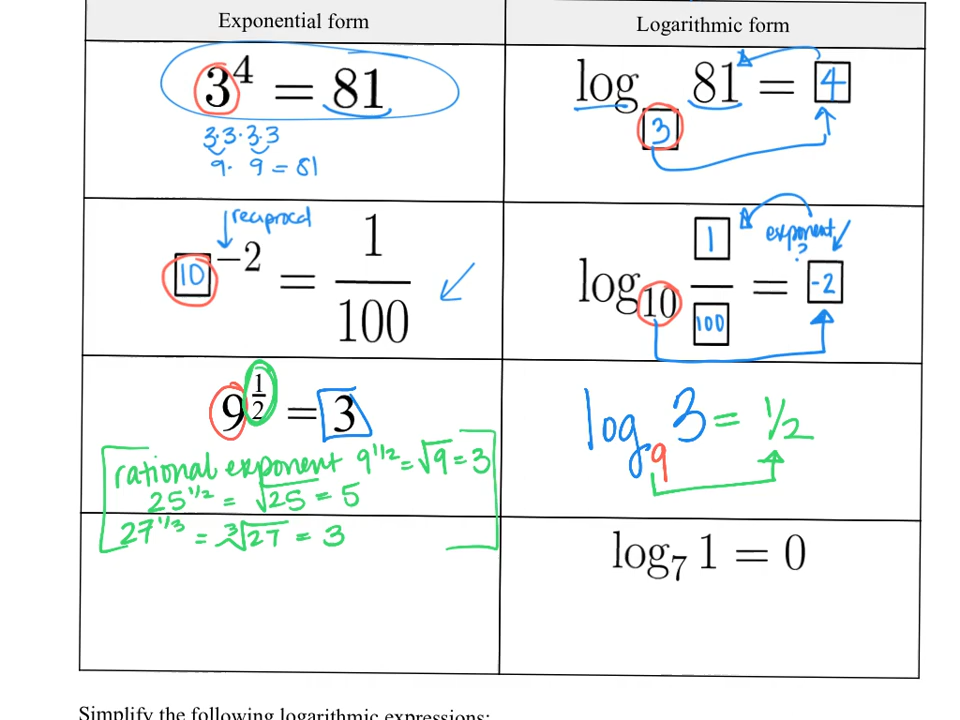 Exponential form
Logarithmic form
3^4 = 81
3·3·3·3
9· 9 = 81
log_3 81 = 4
reciprocal
10^−2 = 1/100
exponent?
log_10 1/100 = -2
9^(1/2) = 3
rational exponent 9^(1/2) = √9 = 3
25^(1/2) = √25 = 5
27^(1/3) = ∛27 = 3
log_9 3 = 1/2
log_7 1 = 0
Simplify the following logarithmic expressions: